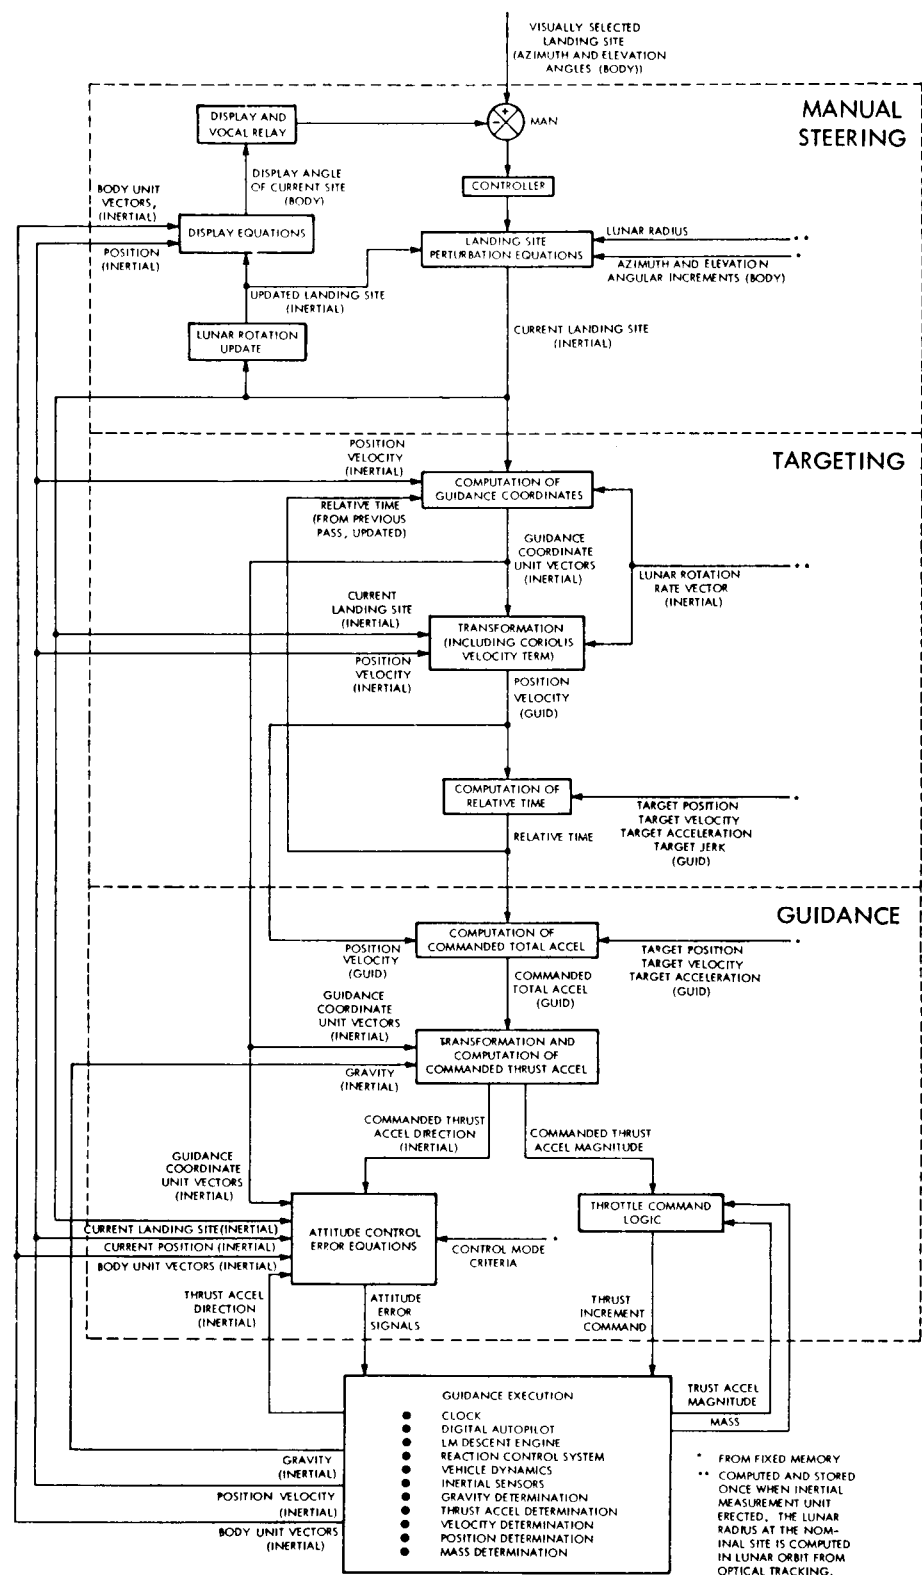 VISUALLY SELECTED
LANDING SITE
(AZIMUTH AND ELEVATION
ANGLES (BODY))
MANUAL
STEERING
DISPLAY AND
VOCAL RELAY
+
-
MAN
DISPLAY ANGLE
OF CURRENT SITE
(BODY)
CONTROLLER
BODY UNIT
VECTORS,
(INERTIAL)
DISPLAY EQUATIONS
POSITION
(INERTIAL)
LANDING SITE
PERTURBATION EQUATIONS
LUNAR RADIUS
**
*
AZIMUTH AND ELEVATION
ANGULAR INCREMENTS (BODY)
UPDATED LANDING SITE
(INERTIAL)
LUNAR ROTATION
UPDATE
CURRENT LANDING SITE
(INERTIAL)
TARGETING
POSITION
VELOCITY
(INERTIAL)
COMPUTATION OF
GUIDANCE COORDINATES
RELATIVE TIME
(FROM PREVIOUS
PASS, UPDATED)
GUIDANCE
COORDINATE
UNIT VECTORS
(INERTIAL)
**
LUNAR ROTATION
RATE VECTOR
(INERTIAL)
CURRENT
LANDING SITE
(INERTIAL)
TRANSFORMATION
(INCLUDING CORIOLIS
VELOCITY TERM)
POSITION
VELOCITY
(INERTIAL)
POSITION
VELOCITY
(GUID)
COMPUTATION OF
RELATIVE TIME
*
TARGET POSITION
TARGET VELOCITY
TARGET ACCELERATION
TARGET JERK
(GUID)
RELATIVE TIME
GUIDANCE
COMPUTATION OF
COMMANDED TOTAL ACCEL
*
POSITION
VELOCITY
(GUID)
TARGET POSITION
TARGET VELOCITY
TARGET ACCELERATION
(GUID)
COMMANDED
TOTAL ACCEL
(GUID)
GUIDANCE
COORDINATE
UNIT VECTORS
(INERTIAL)
TRANSFORMATION AND
COMPUTATION OF
COMMANDED THRUST ACCEL
GRAVITY
(INERTIAL)
COMMANDED THRUST
ACCEL DIRECTION
(INERTIAL)
COMMANDED THRUST
ACCEL MAGNITUDE
GUIDANCE
COORDINATE
UNIT VECTORS
(INERTIAL)
ATTITUDE CONTROL
ERROR EQUATIONS
THROTTLE COMMAND
LOGIC
CURRENT LANDING SITE(INERTIAL)
CURRENT POSITION (INERTIAL)
BODY UNIT VECTORS (INERTIAL)
*
CONTROL MODE
CRITERIA
THRUST ACCEL
DIRECTION
(INERTIAL)
ATTITUDE
ERROR
SIGNALS
THRUST
INCREMENT
COMMAND
GUIDANCE EXECUTION
● CLOCK
● DIGITAL AUTOPILOT
● LM DESCENT ENGINE
● REACTION CONTROL SYSTEM
● VEHICLE DYNAMICS
● INERTIAL SENSORS
● GRAVITY DETERMINATION
● THRUST ACCEL DETERMINATION
● VELOCITY DETERMINATION
● POSITION DETERMINATION
● MASS DETERMINATION
TRUST ACCEL
MAGNITUDE
MASS
GRAVITY
(INERTIAL)
POSITION VELOCITY
(INERTIAL)
BODY UNIT VECTORS
(INERTIAL)
* FROM FIXED MEMORY
** COMPUTED AND STORED
ONCE WHEN INERTIAL
MEASUREMENT UNIT
ERECTED. THE LUNAR
RADIUS AT THE NOM-
INAL SITE IS COMPUTED
IN LUNAR ORBIT FROM
OPTICAL TRACKING.